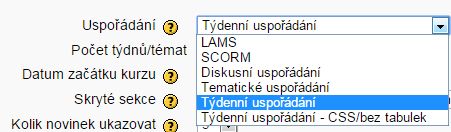 Uspořádání Týdenní uspořádání
LAMS
Počet týdnů/témat SCORM
Datum začátku kurzu Diskusní uspořádání
Tematické uspořádání
Skryté sekce Týdenní uspořádání
Kolik novinek ukazovat Týdenní uspořádání - CSS/bez tabulek